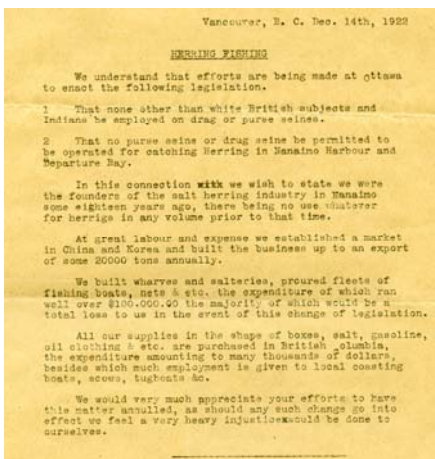 Vancouver, B. C. Dec. 14th, 1922
HERRING FISHING
We understand that efforts are being made at ottawa
to enact the following legislation.
1 That none other than white British subjects and
Indians be employed on drag or purse seines.
2 That no purse seine or drag seine be permitted to
be operated for catching Herring in Nanaimo Harbour and
Departure Bay.
In this connection with we wish to state we were
the founders of the salt herring industry in Nanaimo
some eighteen years ago, there being no use whatever
for herrigs in any volume prior to that time.
At great labour and expense we established a market
in China and Korea and built the business up to an export
of some 20000 tons annually.
We built wharves and salteries, procured fleets of
fishing boats, nets & etc. the expenditure of which ran
well over $100.000.00 the majority of which would be a
total loss to us in the event of this change of legislation.
All our supplies in the shape of boxes, salt, gasoline,
oil clothing & etc. are purchased in British olumbia,
the expenditure amounting to many thousands of dollars,
besides which much employment is given to local coasting
boats, scows, tugboats &c.
We would very much appreciate your efforts to have
this matter annulled, as should any such change go into
effect we feel a very heavy injusticexwould be done to
ourselves.